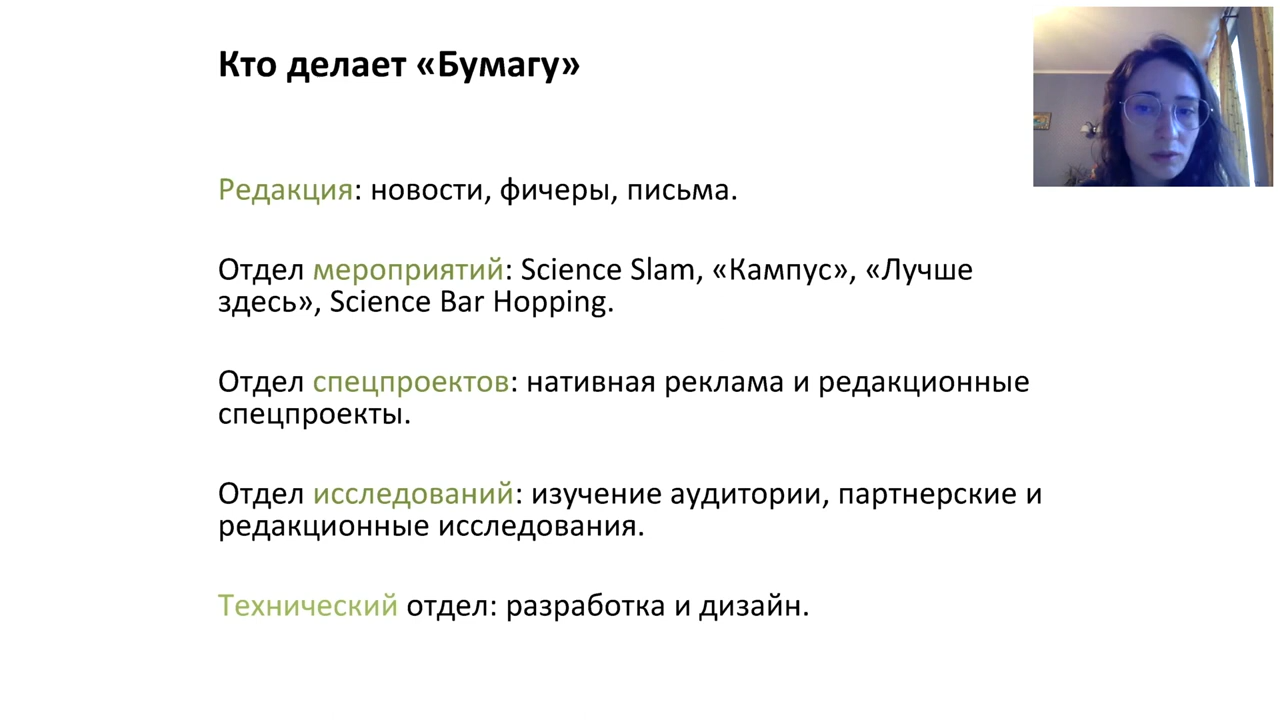 Кто делает «Бумагу»
Редакция: новости, фичеры, письма.
Отдел мероприятий: Science Slam, «Кампус», «Лучше
здесь», Science Bar Hopping.
Отдел спецпроектов: нативная реклама и редакционные
спецпроекты.
Отдел исследований: изучение аудитории, партнерские и
редакционные исследования.
Технический отдел: разработка и дизайн.